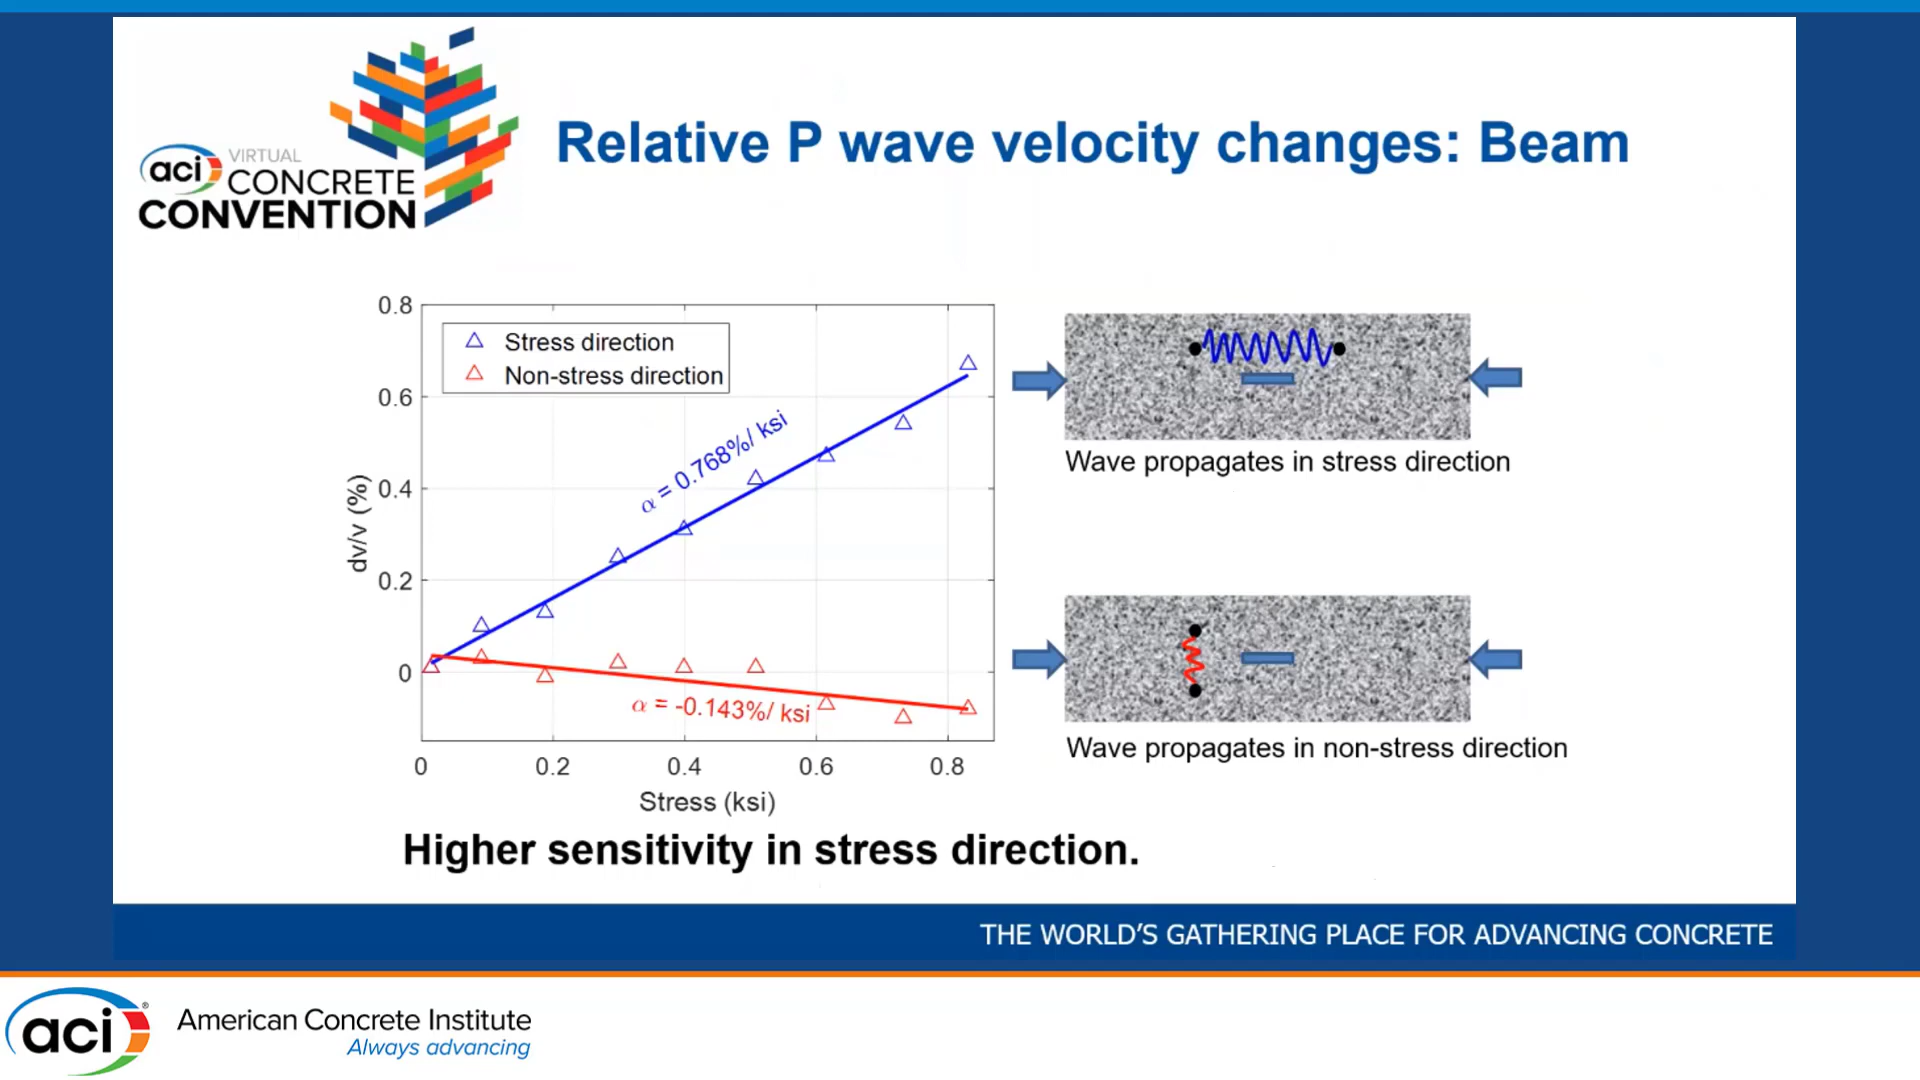 aci VIRTUAL
CONCRETE
CONVENTION
Relative P wave velocity changes: Beam
0.8
0.6
0.4
0.2
0
dv/v (%)
Stress direction
Non-stress direction
α = 0.768%/ ksi
α = -0.143%/ ksi
0 0.2 0.4 0.6 0.8
Stress (ksi)
Wave propagates in stress direction
Wave propagates in non-stress direction
Higher sensitivity in stress direction.
THE WORLD'S GATHERING PLACE FOR ADVANCING CONCRETE
aci®
American Concrete Institute
Always advancing